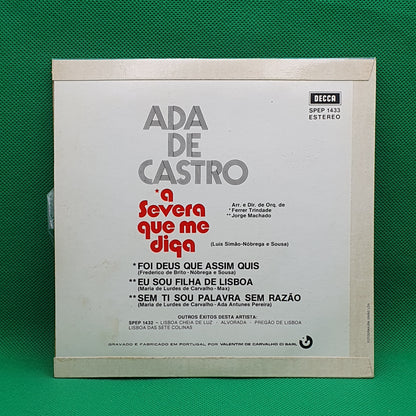 DECCA
SPEP 1433
ESTEREO
ADA
DE
CASTRO
*a
Severa
que me
diga
Arr. e Dir. de Orq. de
*Ferrer Trindade
**Jorge Machado
(Luis Simão-Nóbrega e Sousa)
*FOI DEUS QUE ASSIM QUIS
(Frederico de Brito - Nóbrega e Sousa)
**EU SOU FILHA DE LISBOA
(Maria de Lurdes de Carvalho - Max)
**SEM TI SOU PALAVRA SEM RAZÃO
(Maria de Lurdes de Carvalho - Ada Antunes Pereira)
OUTROS ÊXITOS DESTA ARTISTA:
SPEP 1432 - LISBOA CHEIA DE LUZ - ALVORADA - PREGÃO DE LISBOA
LISBOA DAS SETE COLINAS
GRAVADO E FABRICADO EM PORTUGAL POR VALENTIM DE CARVALHO CI SARL